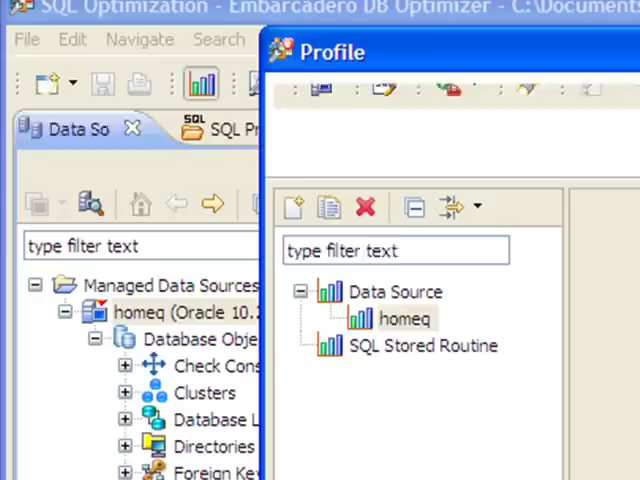 SQL Optimization - Embarcadero DB Optimizer - C:\Documents
File Edit Navigate Search
Profile
Data So
SQL Pr
type filter text
type filter text
Managed Data Sources
homeq (Oracle 10.
Database Obje
Check Cons
Clusters
Database L
Directories
Foreign Key
Data Source
homeq
SQL Stored Routine